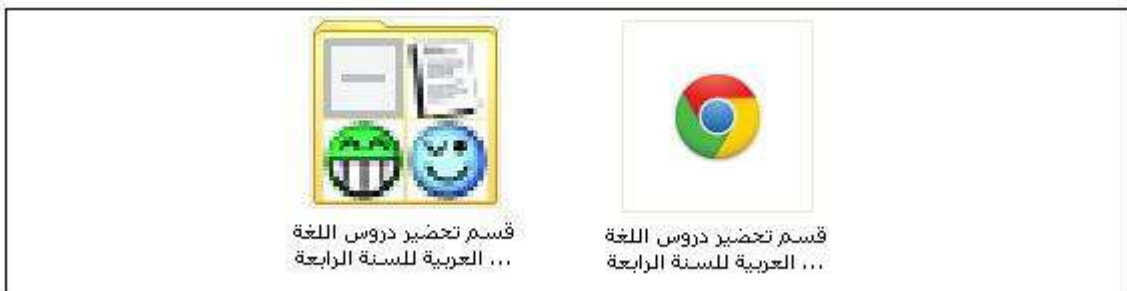 قسم تحضير دروس اللغة
العربية للسنة الرابعة ...
قسم تحضير دروس اللغة
العربية للسنة الرابعة ...